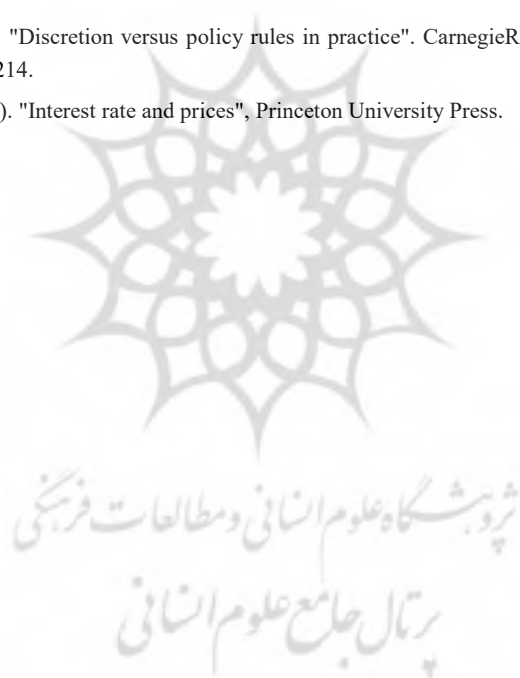 "Discretion versus policy rules in practice". CarnegieR
214.
). "Interest rate and prices", Princeton University Press.
پژوهشگاه علوم انسانی و مطالعات فرهنگی
پرتال جامع علوم انسانی